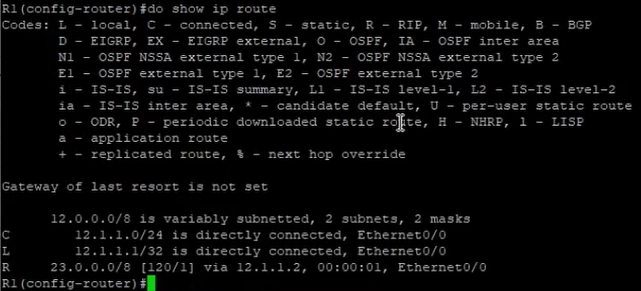 R1(config-router)#do show ip route
Codes: L - local, C - connected, S - static, R - RIP, M - mobile, B - BGP
       D - EIGRP, EX - EIGRP external, O - OSPF, IA - OSPF inter area
       N1 - OSPF NSSA external type 1, N2 - OSPF NSSA external type 2
       E1 - OSPF external type 1, E2 - OSPF external type 2
       i - IS-IS, su - IS-IS summary, L1 - IS-IS level-1, L2 - IS-IS level-2
       ia - IS-IS inter area, * - candidate default, U - per-user static route
       o - ODR, P - periodic downloaded static route, H - NHRP, l - LISP
       a - application route
       + - replicated route, % - next hop override
Gateway of last resort is not set
      12.0.0.0/8 is variably subnetted, 2 subnets, 2 masks
C        12.1.1.0/24 is directly connected, Ethernet0/0
L        12.1.1.1/32 is directly connected, Ethernet0/0
R     23.0.0.0/8 [120/1] via 12.1.1.2, 00:00:01, Ethernet0/0
R1(config-router)#